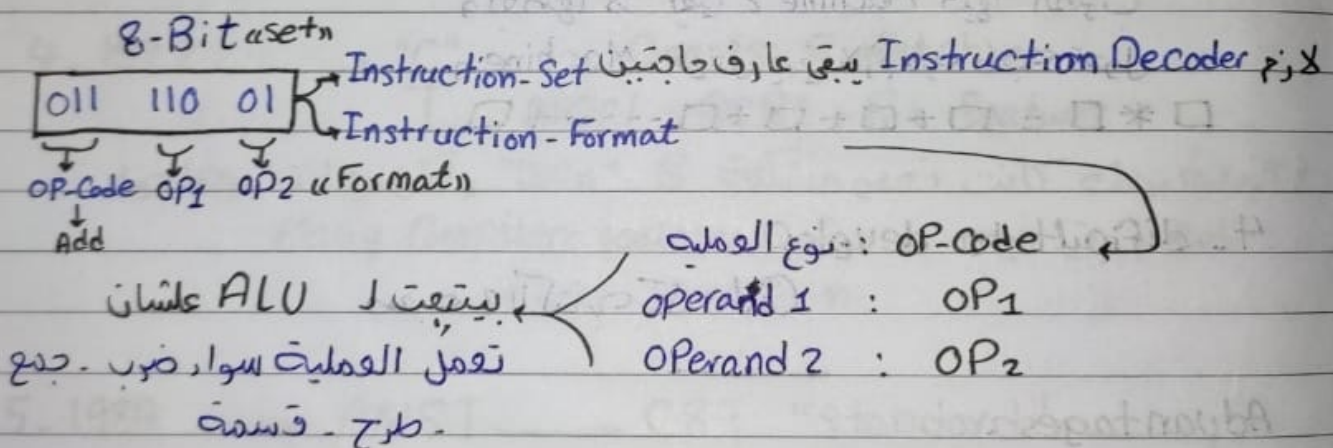 8-Bit «set»
لازم Instruction Decoder يبقى عارف حاجتين Instruction-Set
Instruction-Format
011 110 01
OP-Code OP1 OP2 «Format»
Add
OP-Code : نوع العملية
OP1 : operand 1
OP2 : OPerand 2
بيتبعت لـ ALU علشان
تعمل العملية سواء ضرب. جمع
.طرح. قسمة